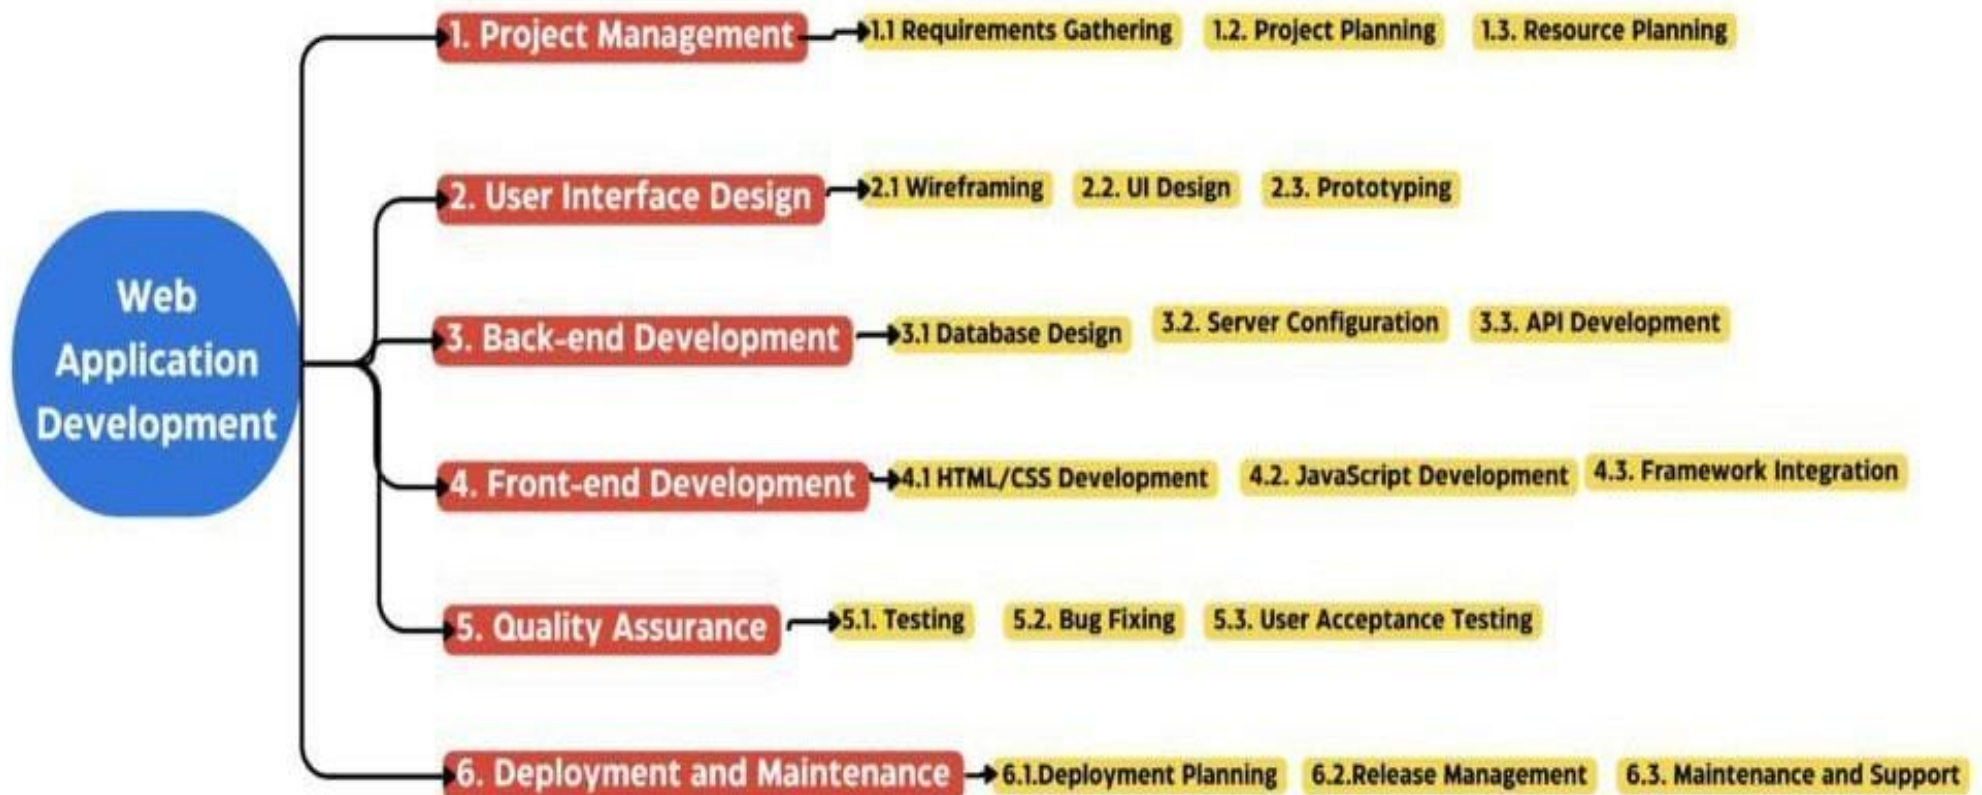 Web
Application
Development
1. Project Management
1.1 Requirements Gathering
1.2. Project Planning
1.3. Resource Planning
2. User Interface Design
2.1 Wireframing
2.2. UI Design
2.3. Prototyping
3. Back-end Development
3.1 Database Design
3.2. Server Configuration
3.3. API Development
4. Front-end Development
4.1 HTML/CSS Development
4.2. JavaScript Development
4.3. Framework Integration
5. Quality Assurance
5.1. Testing
5.2. Bug Fixing
5.3. User Acceptance Testing
6. Deployment and Maintenance
6.1.Deployment Planning
6.2.Release Management
6.3. Maintenance and Support